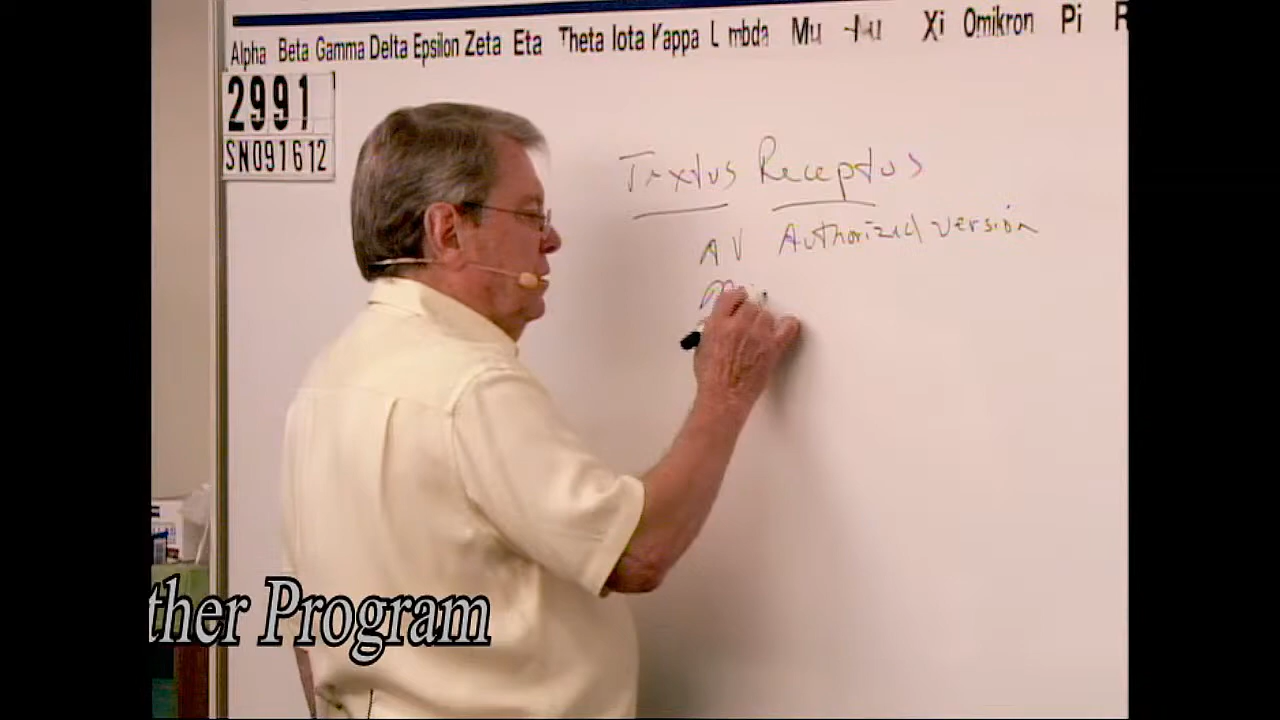 Alpha Beta Gamma Delta Epsilon Zeta Eta Theta Iota Kappa L mbda Mu Xi Omikron Pi R
2991
SN091612
Textus Receptus
AV Authorized version
ther Program